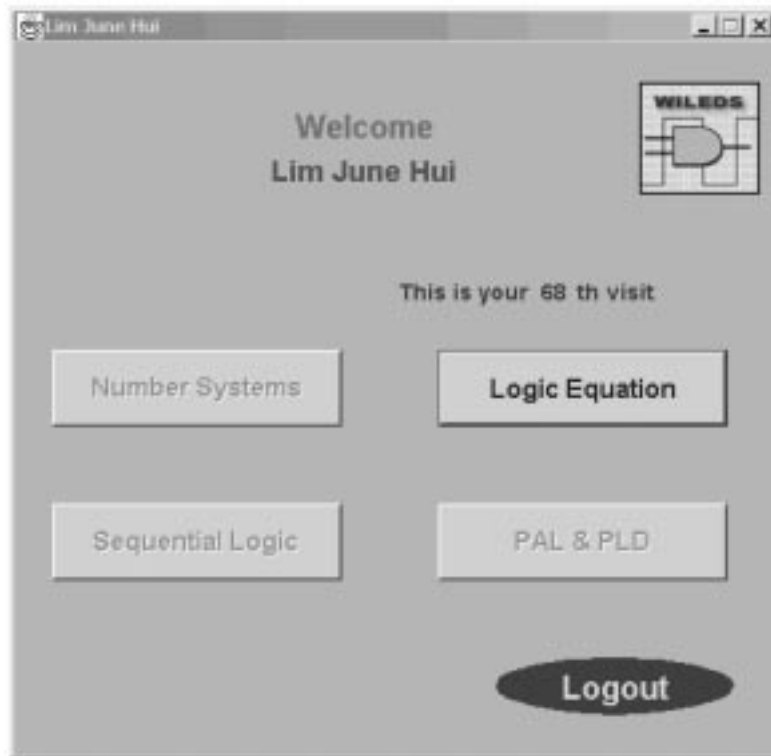 Lim June Hui
WILEDS
Welcome
Lim June Hui
This is your 68 th visit
Number Systems
Logic Equation
Sequential Logic
PAL & PLD
Logout